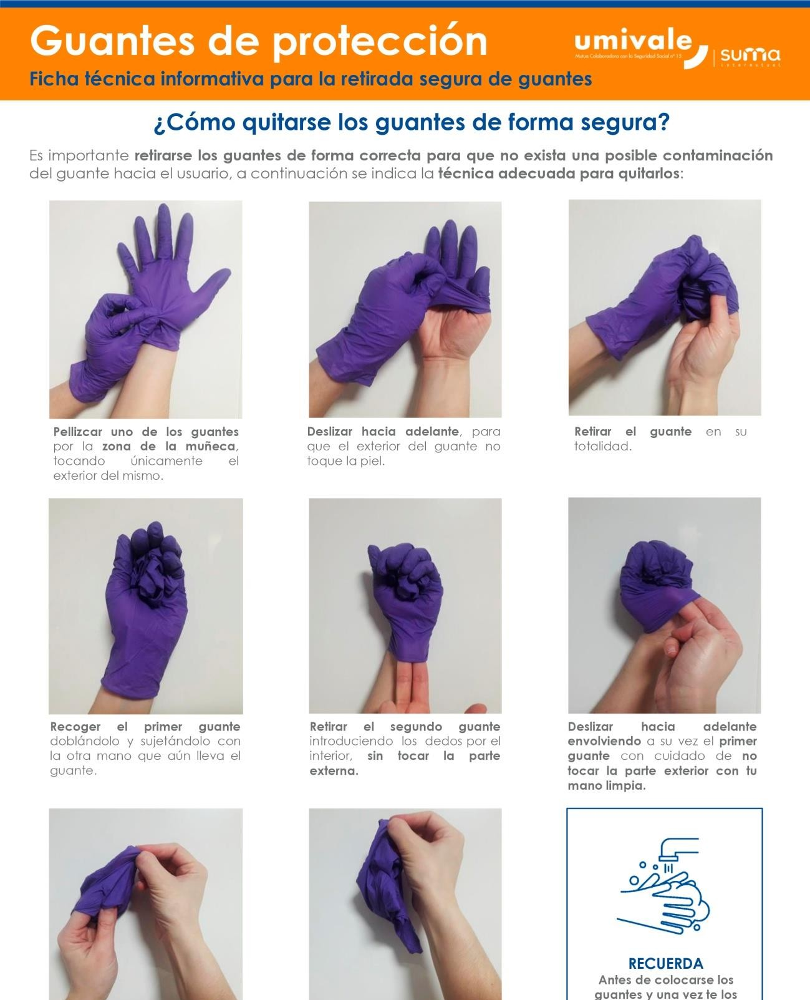 Guantes de protección
umivale
Mutua Colaboradora con la Seguridad Social nº 15
suma
intermutual
Ficha técnica informativa para la retirada segura de guantes
¿Cómo quitarse los guantes de forma segura?
Es importante retirarse los guantes de forma correcta para que no exista una posible contaminación
del guante hacia el usuario, a continuación se indica la técnica adecuada para quitarlos:
Pellizcar uno de los guantes
por la zona de la muñeca,
tocando únicamente el
exterior del mismo.
Deslizar hacia adelante, para
que el exterior del guante no
toque la piel.
Retirar el guante en su
totalidad.
Recoger el primer guante
doblándolo y sujetándolo con
la otra mano que aún lleva el
guante.
Retirar el segundo guante
introduciendo los dedos por el
interior, sin tocar la parte
externa.
Deslizar hacia adelante
envolviendo a su vez el primer
guante con cuidado de no
tocar la parte exterior con tu
mano limpia.
RECUERDA
Antes de colocarse los
guantes y una vez te los